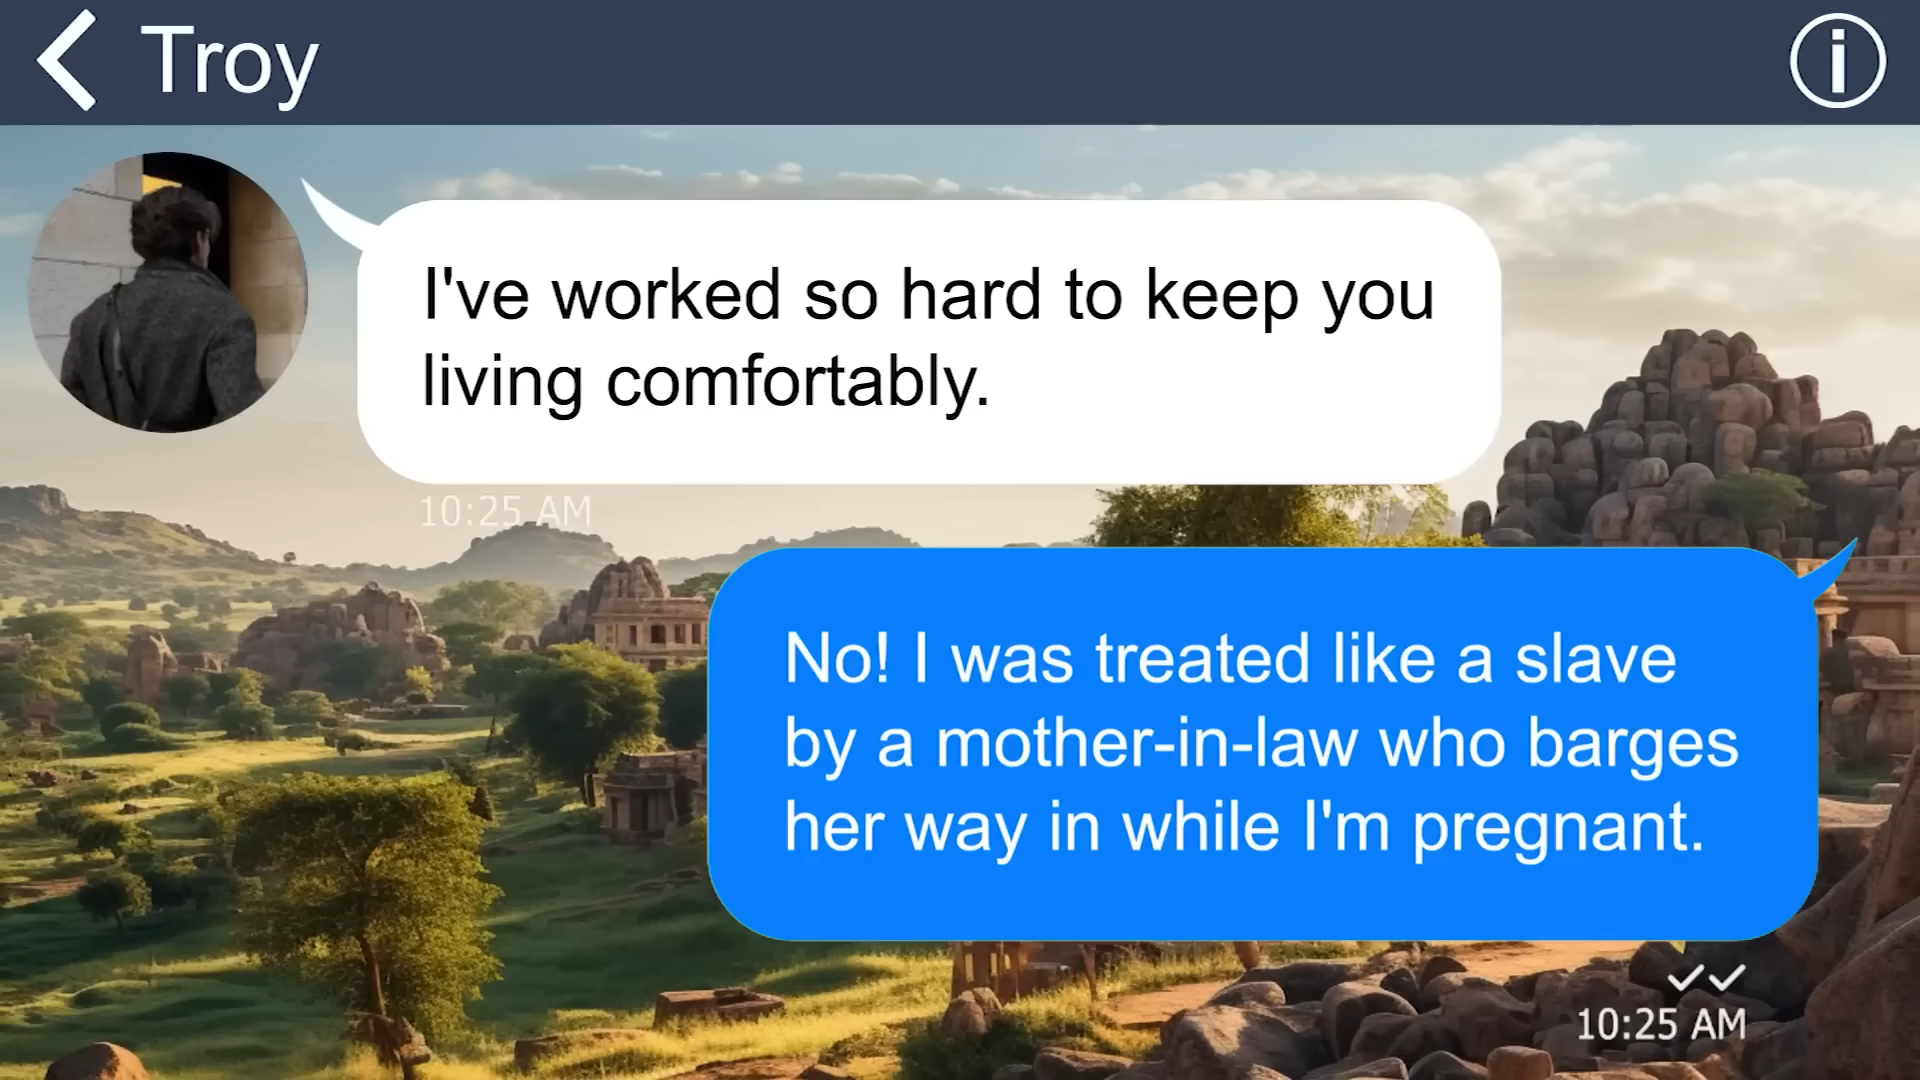 Troy
I've worked so hard to keep you
living comfortably.
10:25 AM
No! I was treated like a slave
by a mother-in-law who barges
her way in while I'm pregnant.
10:25 AM